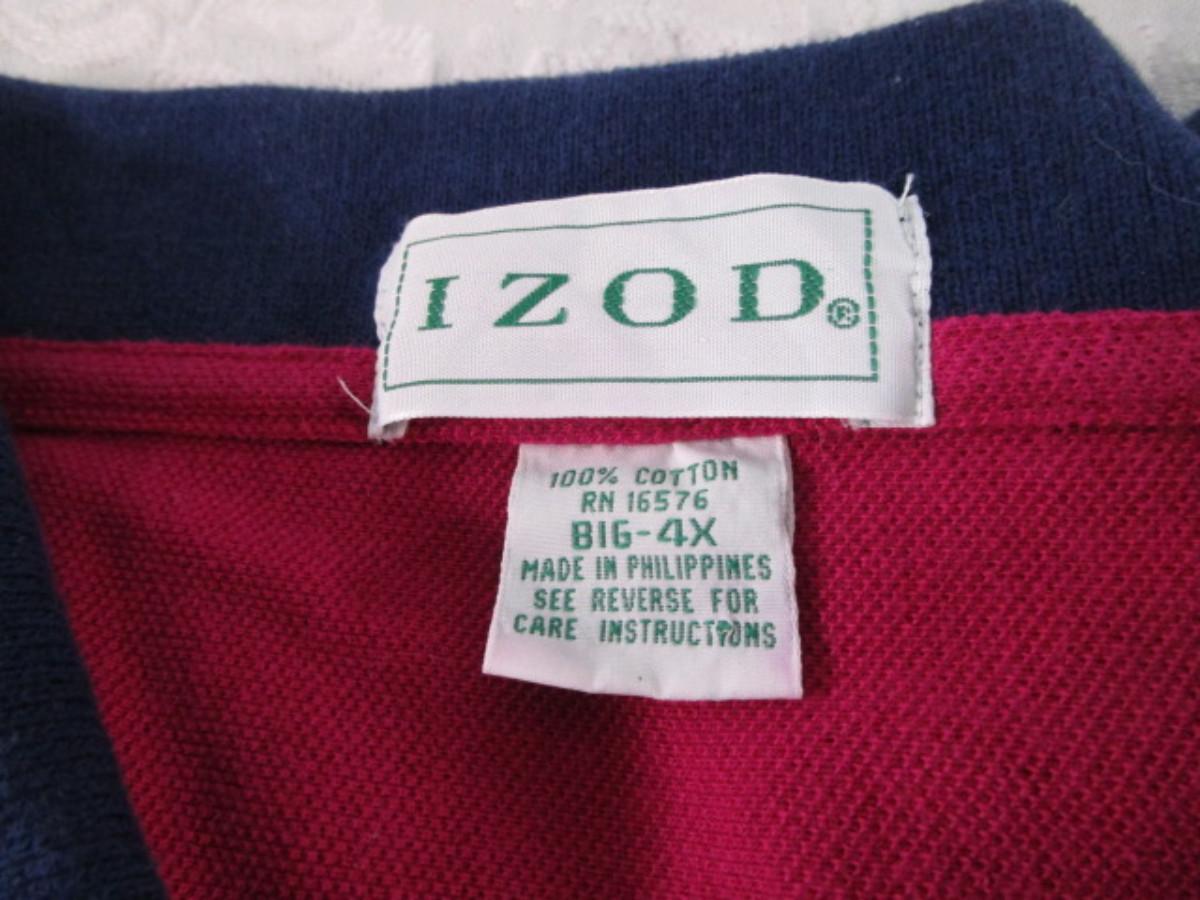 IZOD®
100% COTTON
RN 16576
BIG-4X
MADE IN PHILIPPINES
SEE REVERSE FOR
CARE INSTRUCTIONS